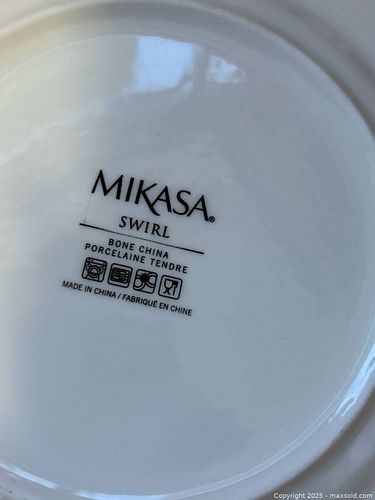 MIKASA®
SWIRL
BONE CHINA
PORCELAINE TENDRE
MADE IN CHINA / FABRIQUÉ EN CHINE
Copyright 2025 - maxsold.com